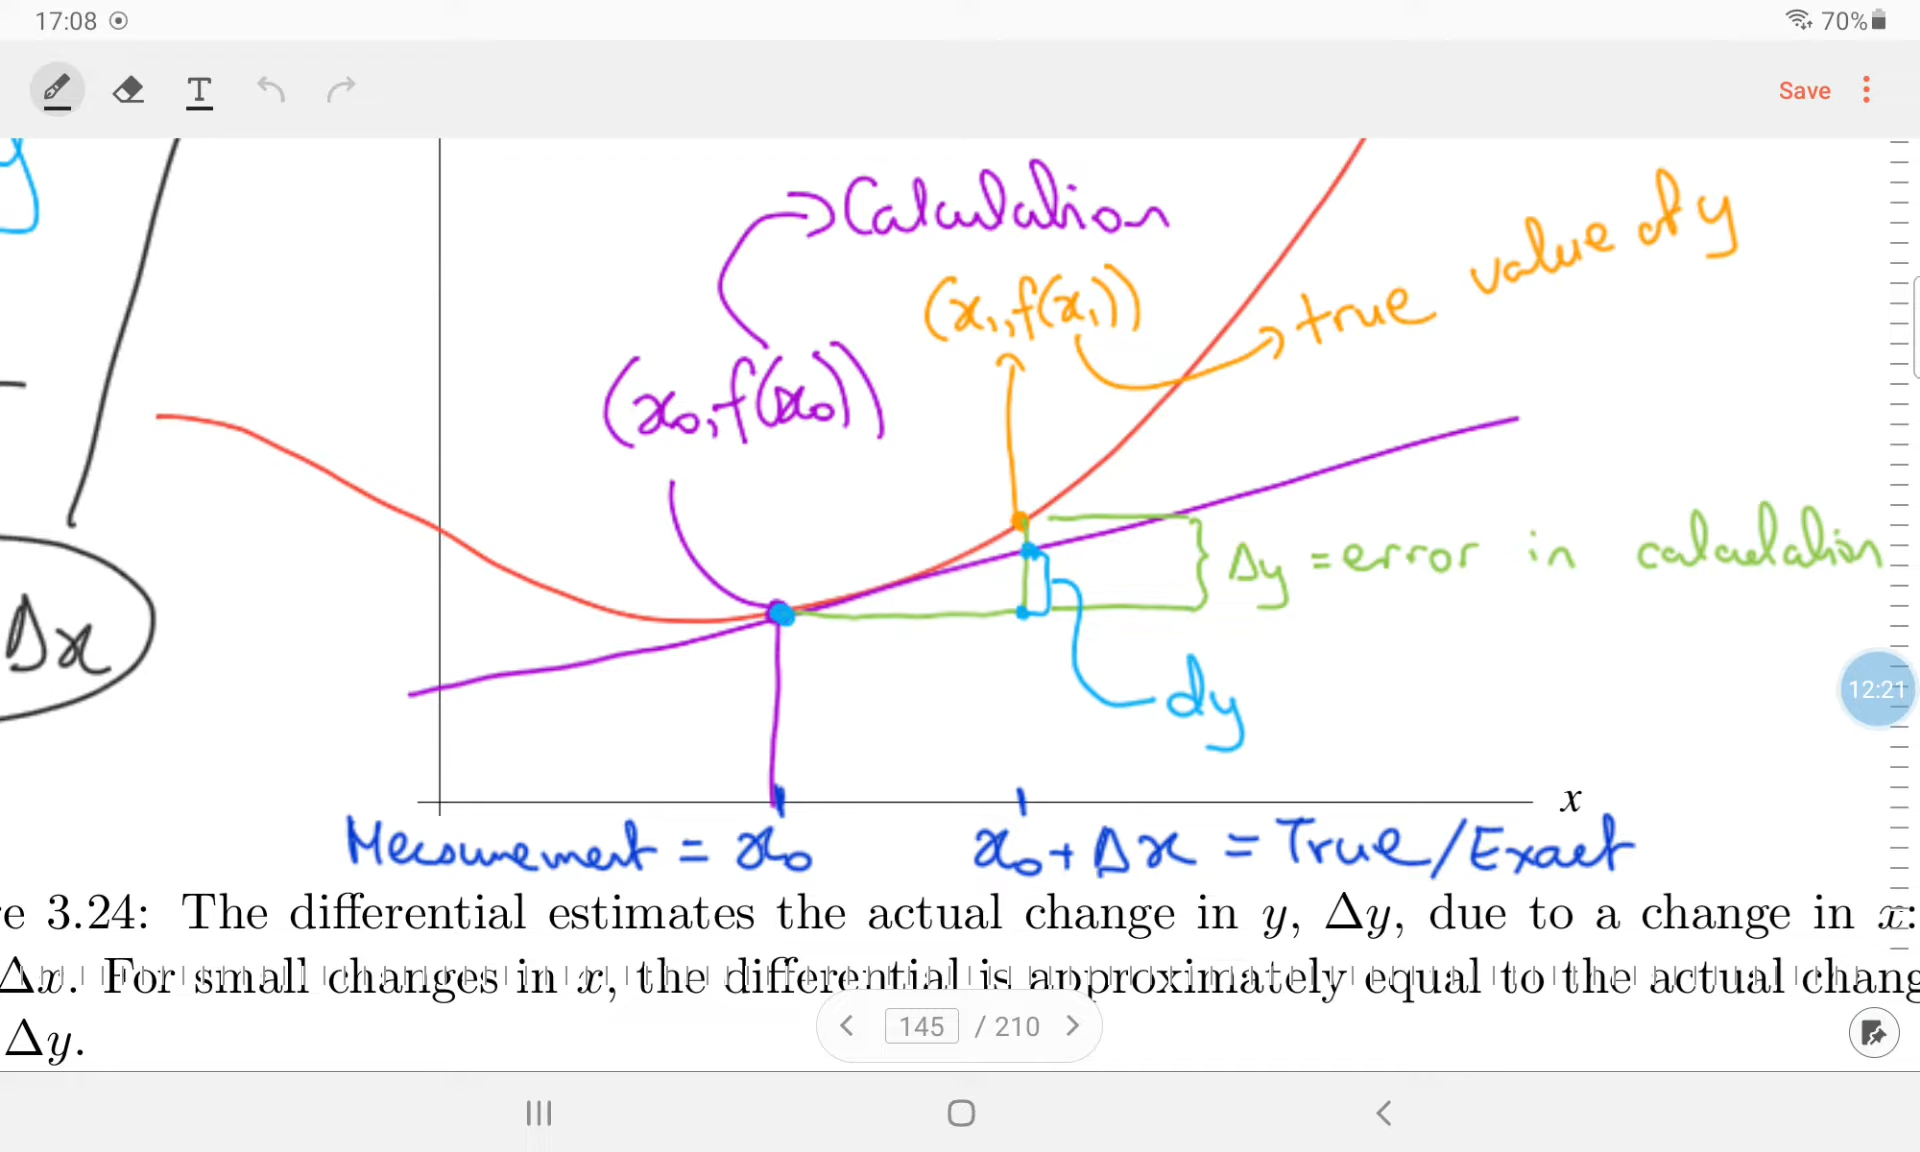 17:08
70%
T
Save
y
Calculation
true value of y
(x₁, f(x₁))
(x₀, f(x₀))
Δy = error in calculation
Δx
dy
12:21
x
Measurement = x₀
x₀ + Δx = True/Exact
e 3.24: The differential estimates the actual change in y, Δy, due to a change in x:
Δx. For small changes in x, the differential is approximately equal to the actual chang
Δy.
145 / 210